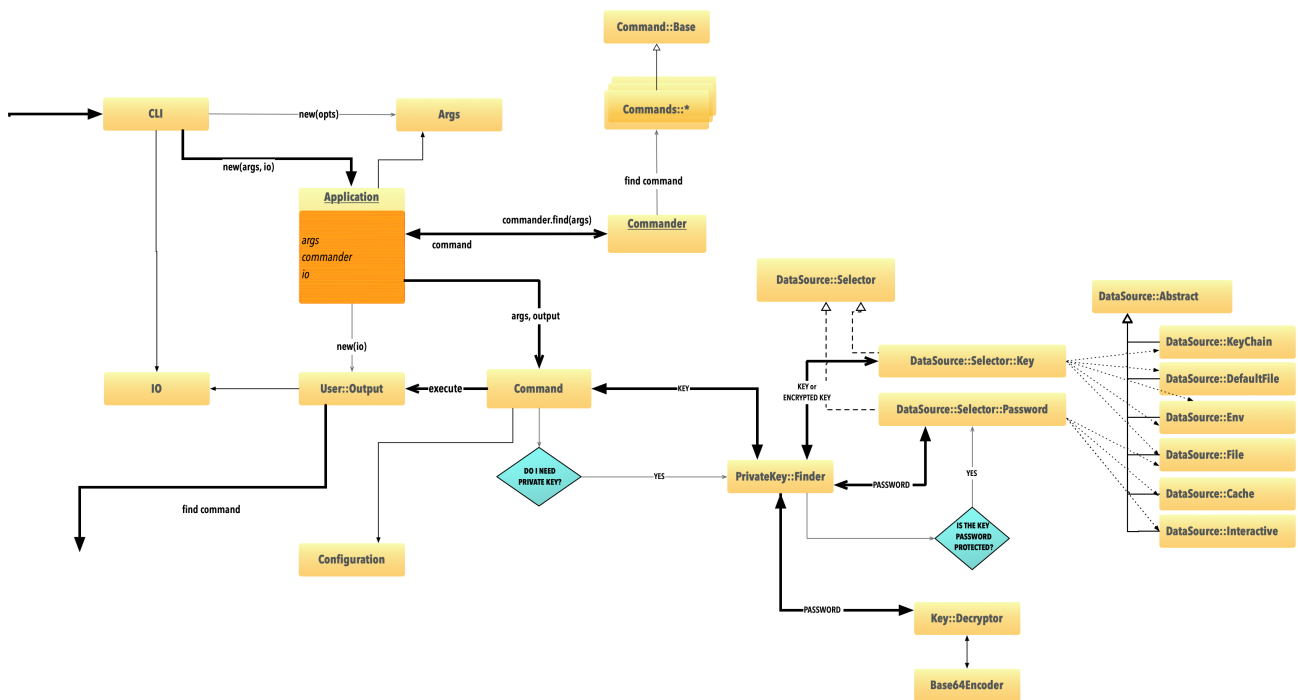 Command::Base
Commands::*
CLI
new(opts)
Args
new(args, io)
find command
Application
commander.find(args)
Commander
command
args
commander
io
DataSource::Selector
DataSource::Abstract
args, output
new(io)
DataSource::KeyChain
DataSource::Selector::Key
DataSource::DefaultFile
IO
User::Output
execute
Command
KEY
KEY or
ENCRYPTED KEY
DataSource::Selector::Password
DataSource::Env
DataSource::File
DO I NEED
PRIVATE KEY?
YES
PrivateKey::Finder
PASSWORD
YES
DataSource::Cache
find command
IS THE KEY
PASSWORD
PROTECTED?
DataSource::Interactive
Configuration
PASSWORD
Key::Decryptor
Base64Encoder